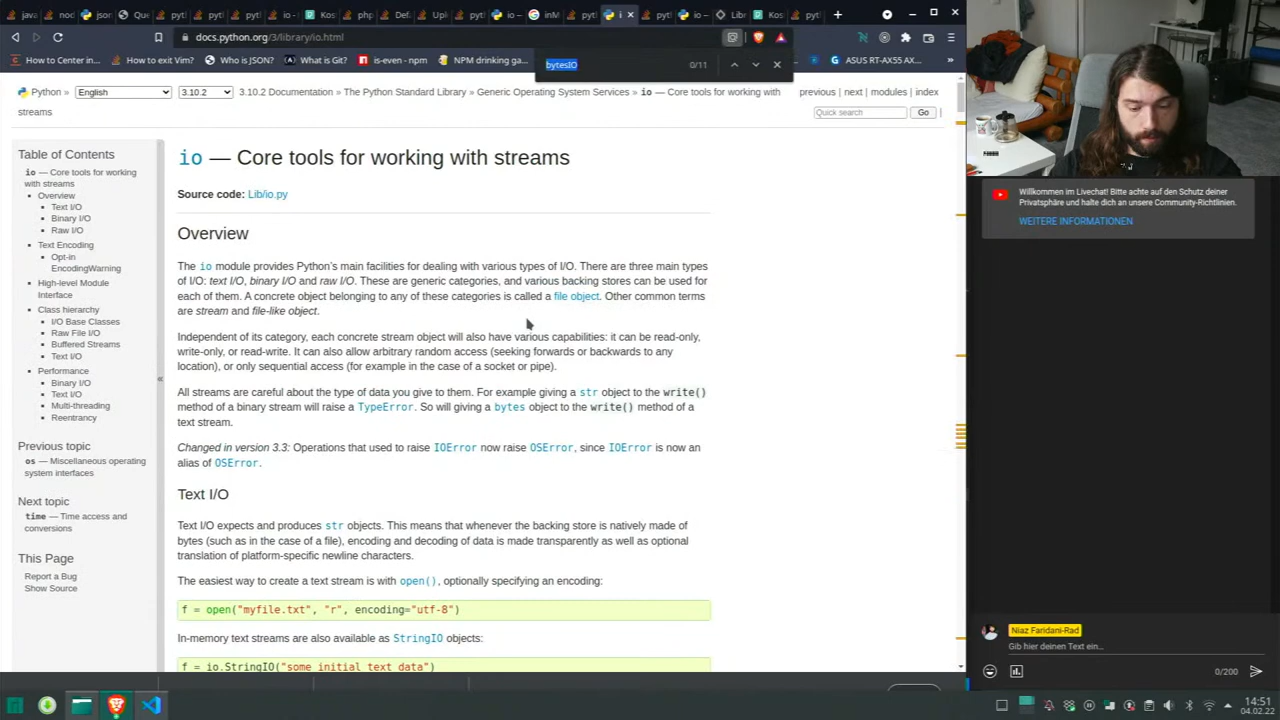 java
nod
pytl
json
Que
pytl
pytl
io -
Kos
php
Defa
Uplo
pytl
io —
inM
pytl
i
pytl
io —
Libr
Kos
pytl
docs.python.org/3/library/io.html
How to Center in…
How to exit Vim?
Who is JSON?
What is Git?
is-even - npm
NPM drinking ga…
ASUS RT-AX55 AX…
bytesIO
0/11
Python »
English
3.10.2
3.10.2 Documentation » The Python Standard Library » Generic Operating System Services » io — Core tools for working with
streams
previous | next | modules | index
Quick search
Go
|
Table of Contents
io — Core tools for working
with streams
• Overview
• Text I/O
• Binary I/O
• Raw I/O
• Text Encoding
• Opt-in
EncodingWarning
• High-level Module
Interface
• Class hierarchy
• I/O Base Classes
• Raw File I/O
• Buffered Streams
• Text I/O
• Performance
• Binary I/O
• Text I/O
• Multi-threading
• Reentrancy
Previous topic
os — Miscellaneous operating
system interfaces
Next topic
time — Time access and
conversions
This Page
Report a Bug
Show Source
«
io — Core tools for working with streams
Source code: Lib/io.py
Overview
The io module provides Python's main facilities for dealing with various types of I/O. There are three main types
of I/O: text I/O, binary I/O and raw I/O. These are generic categories, and various backing stores can be used for
each of them. A concrete object belonging to any of these categories is called a file object. Other common terms
are stream and file-like object.
Independent of its category, each concrete stream object will also have various capabilities: it can be read-only,
write-only, or read-write. It can also allow arbitrary random access (seeking forwards or backwards to any
location), or only sequential access (for example in the case of a socket or pipe).
All streams are careful about the type of data you give to them. For example giving a str object to the write()
method of a binary stream will raise a TypeError. So will giving a bytes object to the write() method of a
text stream.
Changed in version 3.3: Operations that used to raise IOError now raise OSError, since IOError is now an
alias of OSError.
Text I/O
Text I/O expects and produces str objects. This means that whenever the backing store is natively made of
bytes (such as in the case of a file), encoding and decoding of data is made transparently as well as optional
translation of platform-specific newline characters.
The easiest way to create a text stream is with open(), optionally specifying an encoding:
f = open("myfile.txt", "r", encoding="utf-8")
In-memory text streams are also available as StringIO objects:
f = io.StringIO("some initial text data")
Willkommen im Livechat! Bitte achte auf den Schutz deiner
Privatsphäre und halte dich an unsere Community-Richtlinien.
WEITERE INFORMATIONEN
Niaz Faridani-Rad
Gib hier deinen Text ein...
0/200
14:51
04.02.22